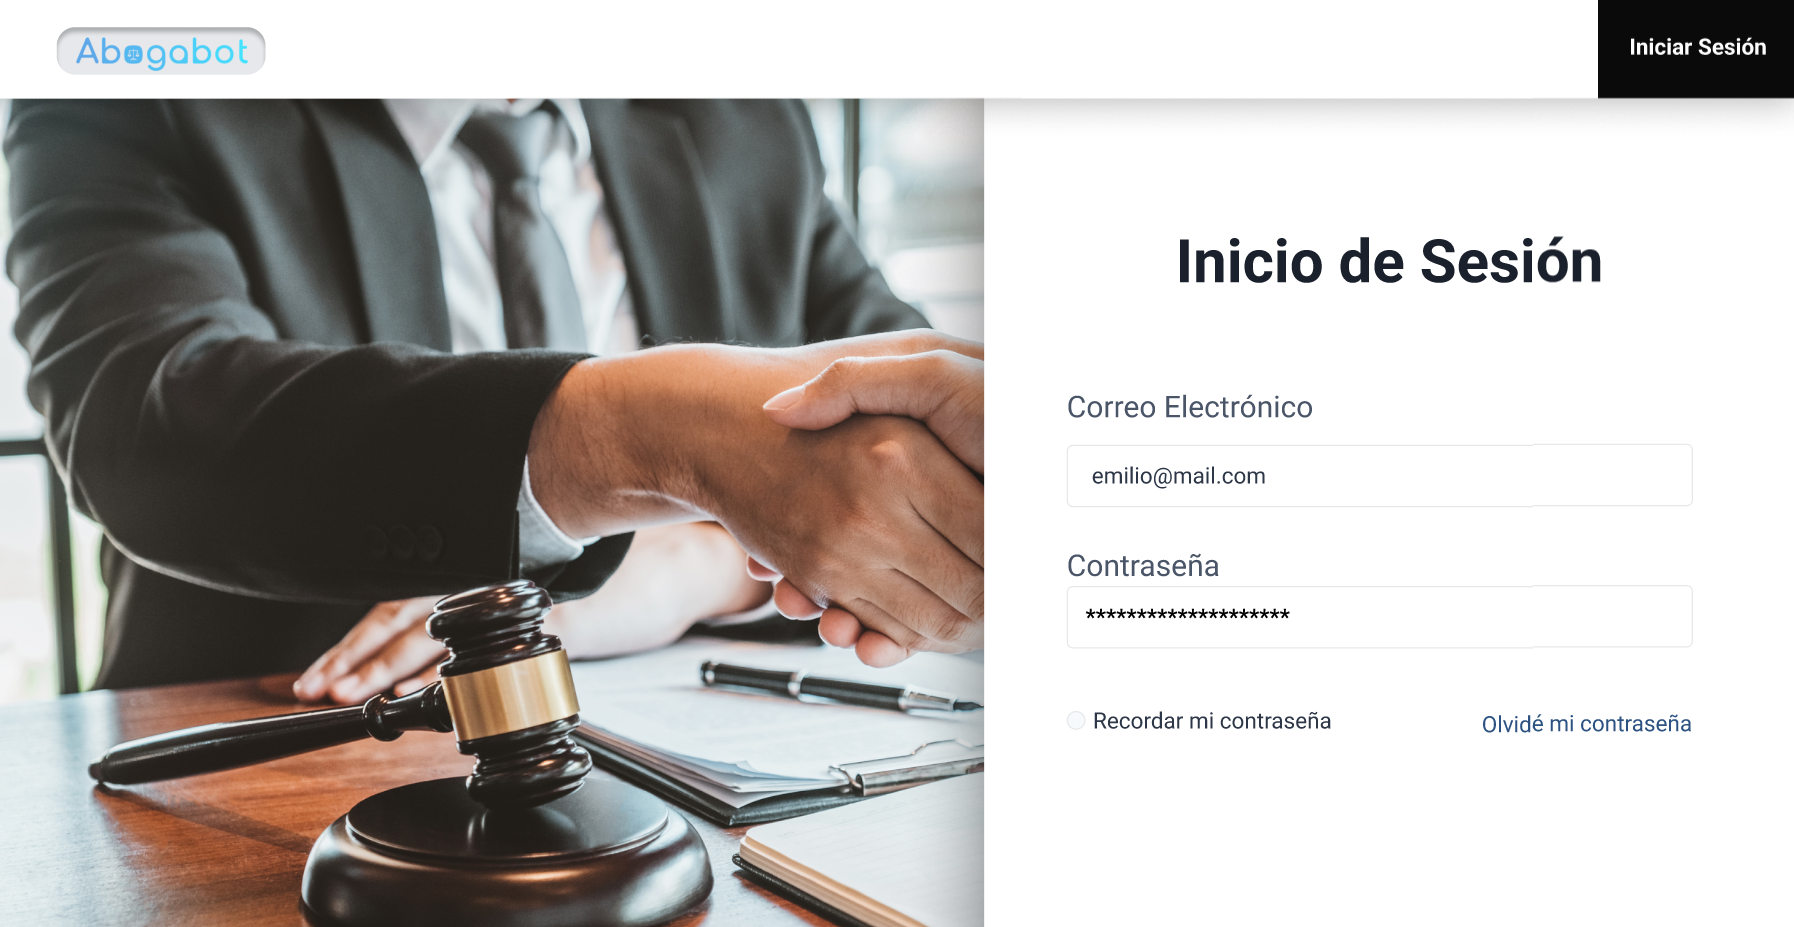 Abogabot
Iniciar Sesión
Inicio de Sesión
Correo Electrónico
emilio@mail.com
Contraseña
********************
Recordar mi contraseña
Olvidé mi contraseña